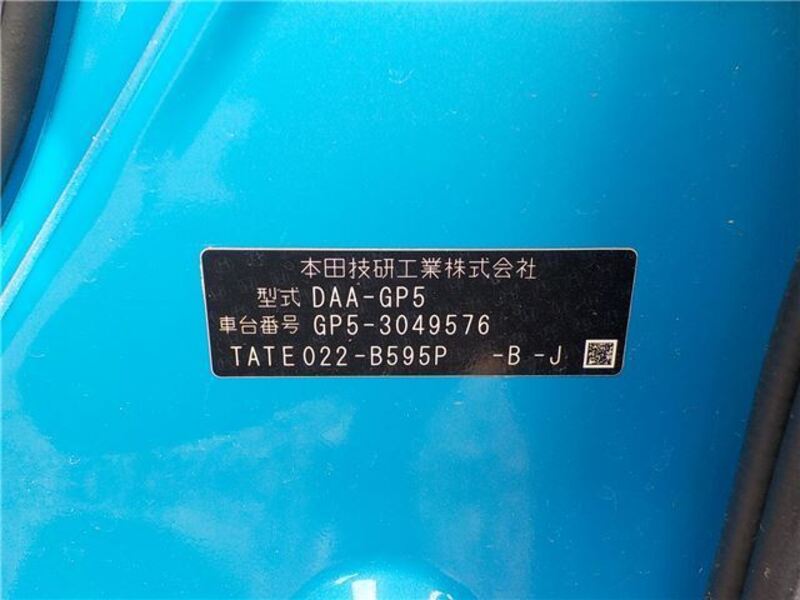 本田技研工業株式会社
型式 DAA-GP5
車台番号 GP5-3049576
TATE022-B595P -B -J